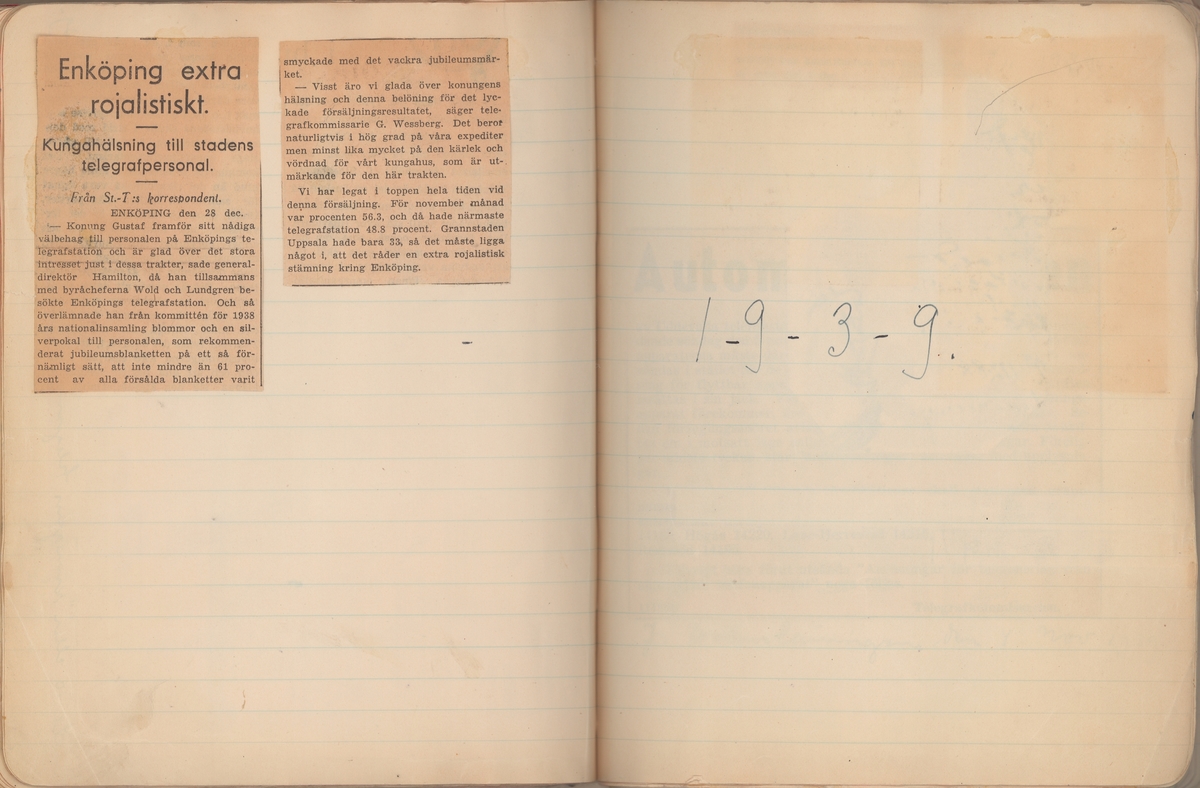 Enköping extra
rojalistiskt.
Kungahälsning till stadens
telegrafpersonal.
Från St.-T:s korrespondent.
ENKÖPING den 28 dec.
— Konung Gustaf framför sitt nådiga
välbehag till personalen på Enköpings te-
legrafstation och är glad över det stora
intresset just i dessa trakter, sade general-
direktör Hamilton, då han tillsammans
med byråcheferna Wold och Lundgren be-
sökte Enköpings telegrafstation. Och så
överlämnade han från kommittén för 1938
års nationalinsamling blommor och en sil-
verpokal till personalen, som rekommen-
derat jubileumsblanketten på ett så för-
nämligt sätt, att inte mindre än 61 pro-
cent av alla försålda blanketter varit
smyckade med det vackra jubileumsmär-
ket.
— Visst äro vi glada över konungens
hälsning och denna belöning för det lyc-
kade försäljningsresultatet, säger tele-
grafkommissarie G. Wessberg. Det beror
naturligtvis i hög grad på våra expediter
men minst lika mycket på den kärlek och
vördnad för vårt kungahus, som är ut-
märkande för den här trakten.
Vi har legat i toppen hela tiden vid
denna försäljning. För november månad
var procenten 56.3, och då hade närmaste
telegrafstation 48.8 procent. Grannstaden
Uppsala hade bara 33, så det måste ligga
något i, att det råder en extra rojalistisk
stämning kring Enköping.
-
1-9-3-9.